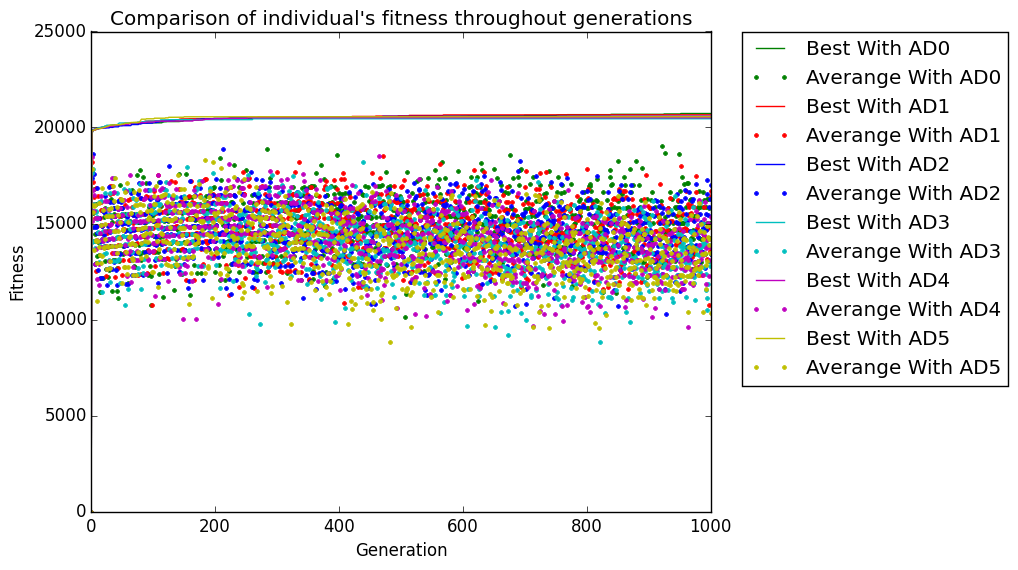 Comparison of individual's fitness throughout generations
25000
20000
15000
10000
5000
0
Fitness
0 200 400 600 800 1000
Generation
Best With AD0
Averange With AD0
Best With AD1
Averange With AD1
Best With AD2
Averange With AD2
Best With AD3
Averange With AD3
Best With AD4
Averange With AD4
Best With AD5
Averange With AD5